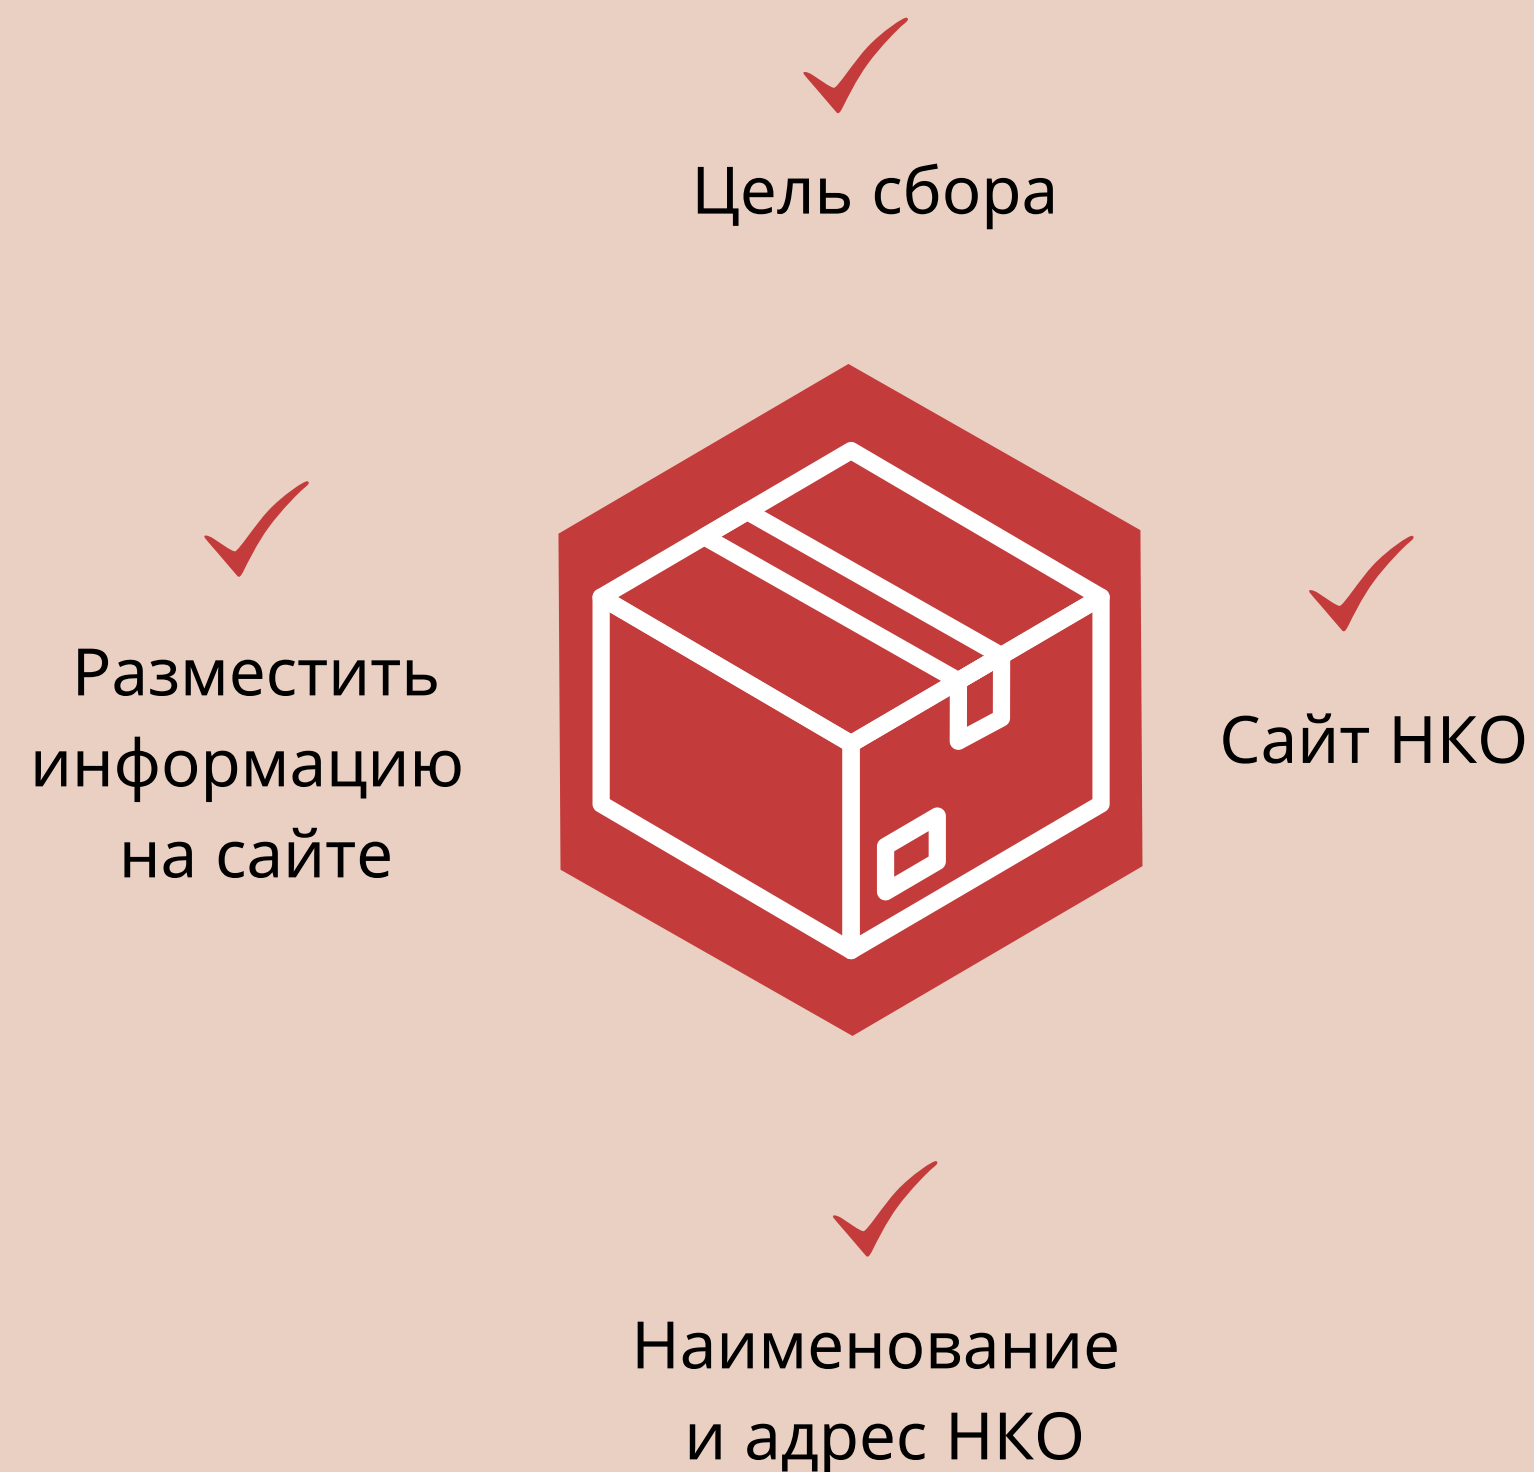 Цель сбора
Разместить
информацию
на сайте
Сайт НКО
Наименование
и адрес НКО